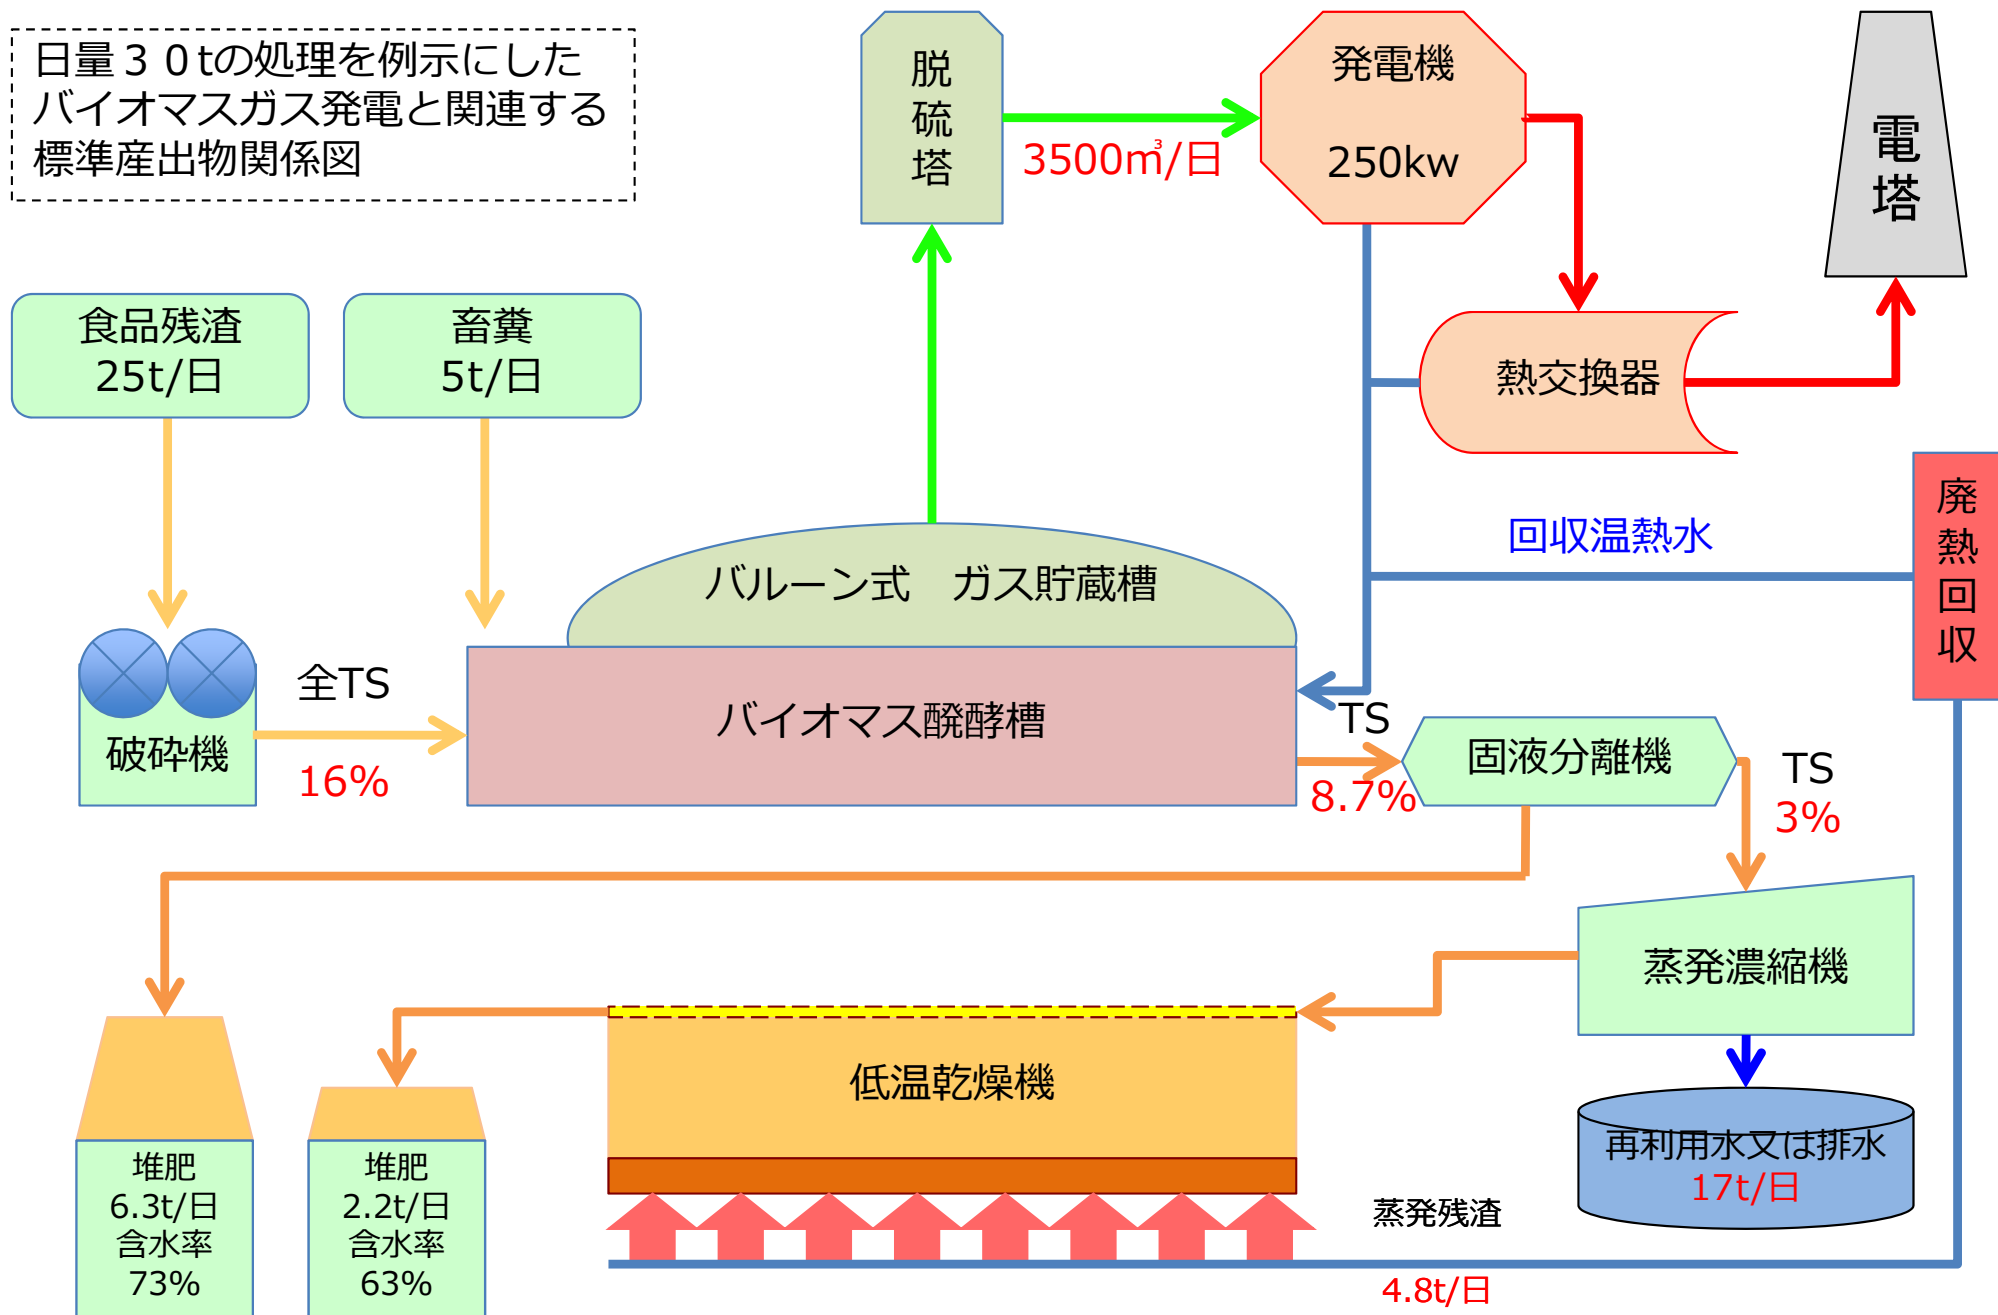 日量３０tの処理を例示にした
バイオマスガス発電と関連する
標準産出物関係図
脱硫塔
3500㎥/日
発電機
250kw
電塔
食品残渣
25t/日
畜糞
5t/日
熱交換器
廃熱回収
回収温熱水
バルーン式　ガス貯蔵槽
全TS
16%
破砕機
バイオマス醗酵槽
TS
8.7%
固液分離機
TS
3%
蒸発濃縮機
低温乾燥機
再利用水又は排水
17t/日
堆肥
6.3t/日
含水率
73%
堆肥
2.2t/日
含水率
63%
蒸発残渣
4.8t/日